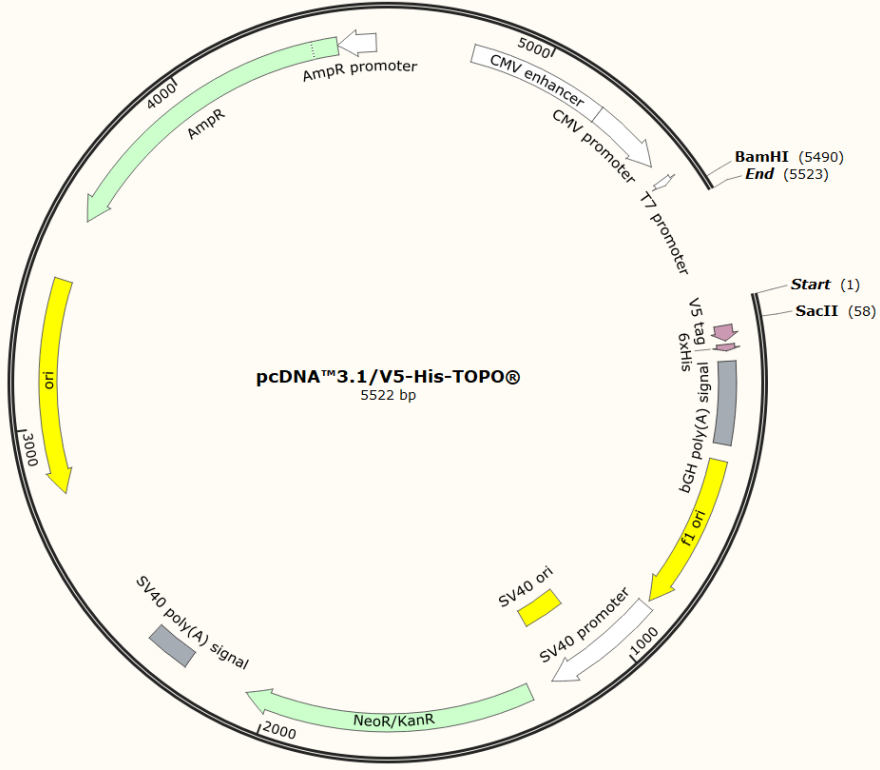 5000
CMV enhancer
AmpR promoter
4000
AmpR
CMV promoter
BamHI (5490)
End (5523)
T7 promoter
Start (1)
SacII (58)
V5 tag
6xHis
pcDNA™3.1/V5-His-TOPO®
5522 bp
ori
bGH poly(A) signal
3000
f1 ori
SV40 ori
SV40 promoter
SV40 poly(A) signal
1000
NeoR/KanR
2000